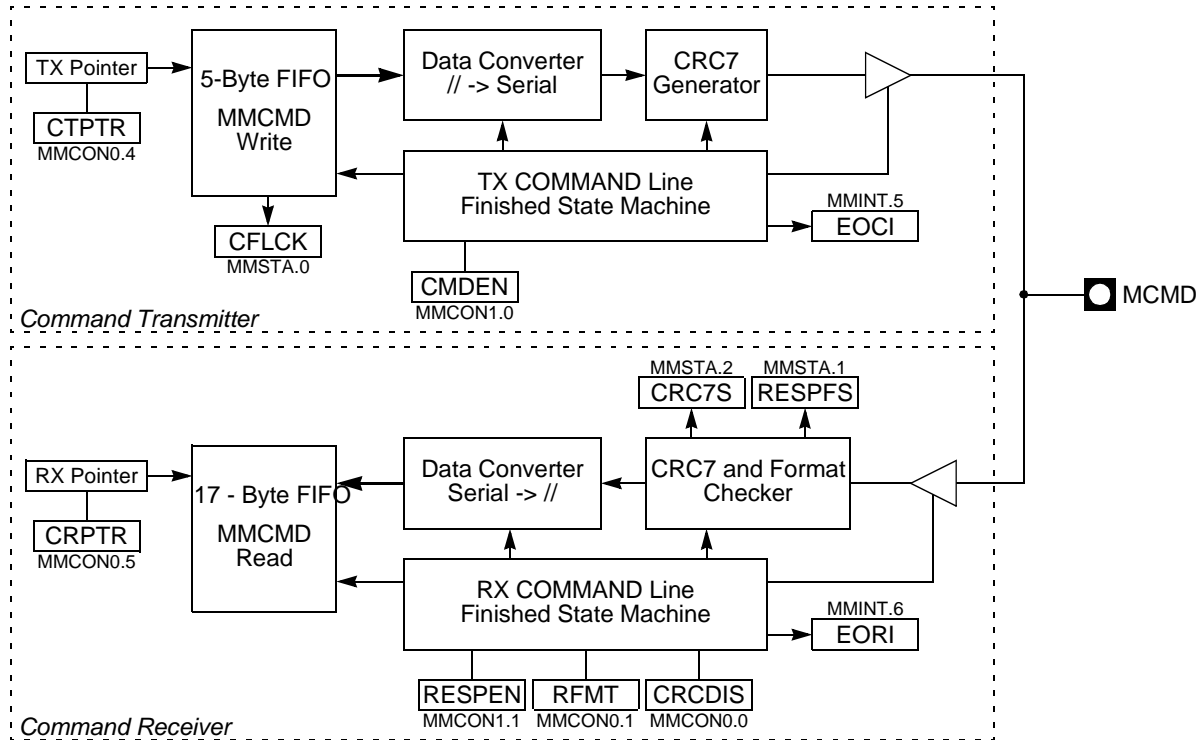 TX Pointer
CTPTR
MMCON0.4
5-Byte FIFO
MMCMD
Write
CFLCK
MMSTA.0
Data Converter
// -> Serial
CRC7
Generator
TX COMMAND Line
Finished State Machine
CMDEN
MMCON1.0
MMINT.5
EOCI
Command Transmitter
MCMD
MMSTA.2
CRC7S
MMSTA.1
RESPFS
RX Pointer
CRPTR
MMCON0.5
17 - Byte FIFO
MMCMD
Read
Data Converter
Serial -> //
CRC7 and Format
Checker
RX COMMAND Line
Finished State Machine
MMINT.6
EORI
RESPEN
MMCON1.1
RFMT
MMCON0.1
CRCDIS
MMCON0.0
Command Receiver